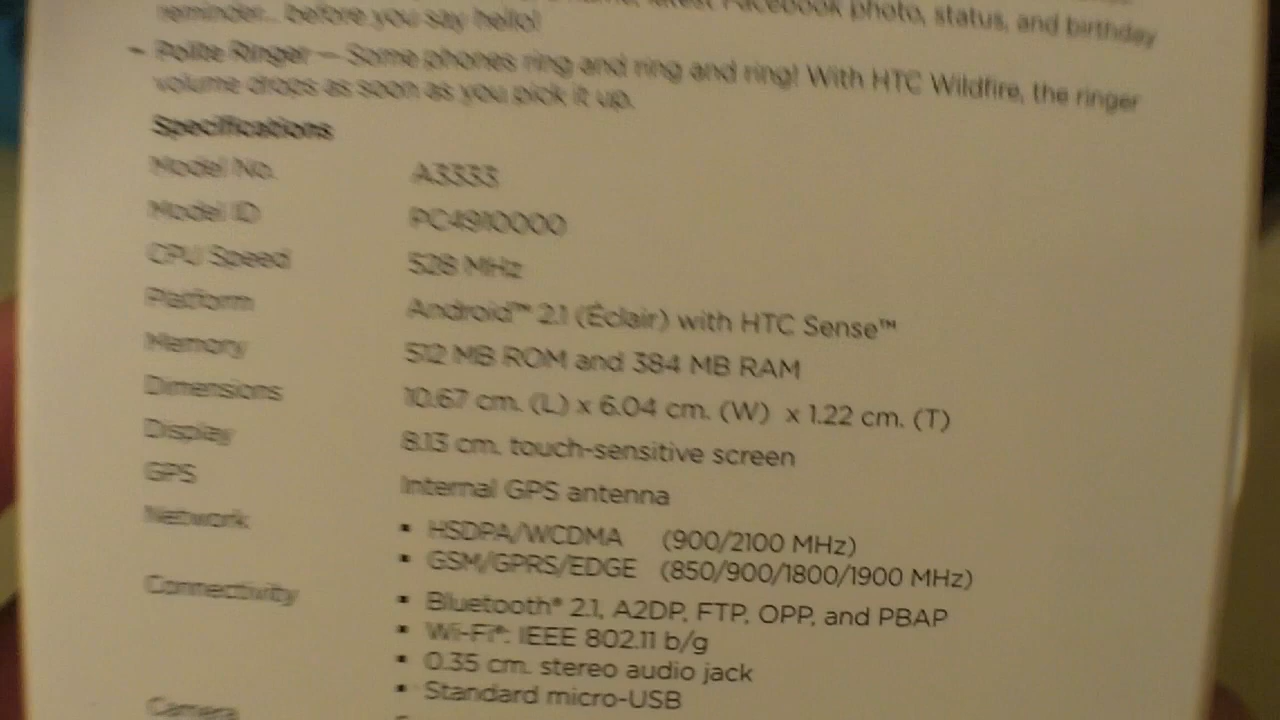 latest Facebook photo, status, and birthday
reminder... before you say hello!
– Polite Ringer — Some phones ring and ring and ring! With HTC Wildfire, the ringer
volume drops as soon as you pick it up.
Specifications
Model No. A3333
Model ID PC4910000
CPU Speed 528 MHz
Platform Android™ 2.1 (Éclair) with HTC Sense™
Memory 512 MB ROM and 384 MB RAM
Dimensions 10.67 cm. (L) x 6.04 cm. (W) x 1.22 cm. (T)
Display 8.13 cm. touch-sensitive screen
GPS Internal GPS antenna
Network ▪ HSDPA/WCDMA (900/2100 MHz)
▪ GSM/GPRS/EDGE (850/900/1800/1900 MHz)
Connectivity ▪ Bluetooth® 2.1, A2DP, FTP, OPP, and PBAP
▪ Wi-Fi®: IEEE 802.11 b/g
▪ 0.35 cm. stereo audio jack
▪ Standard micro-USB
Camera